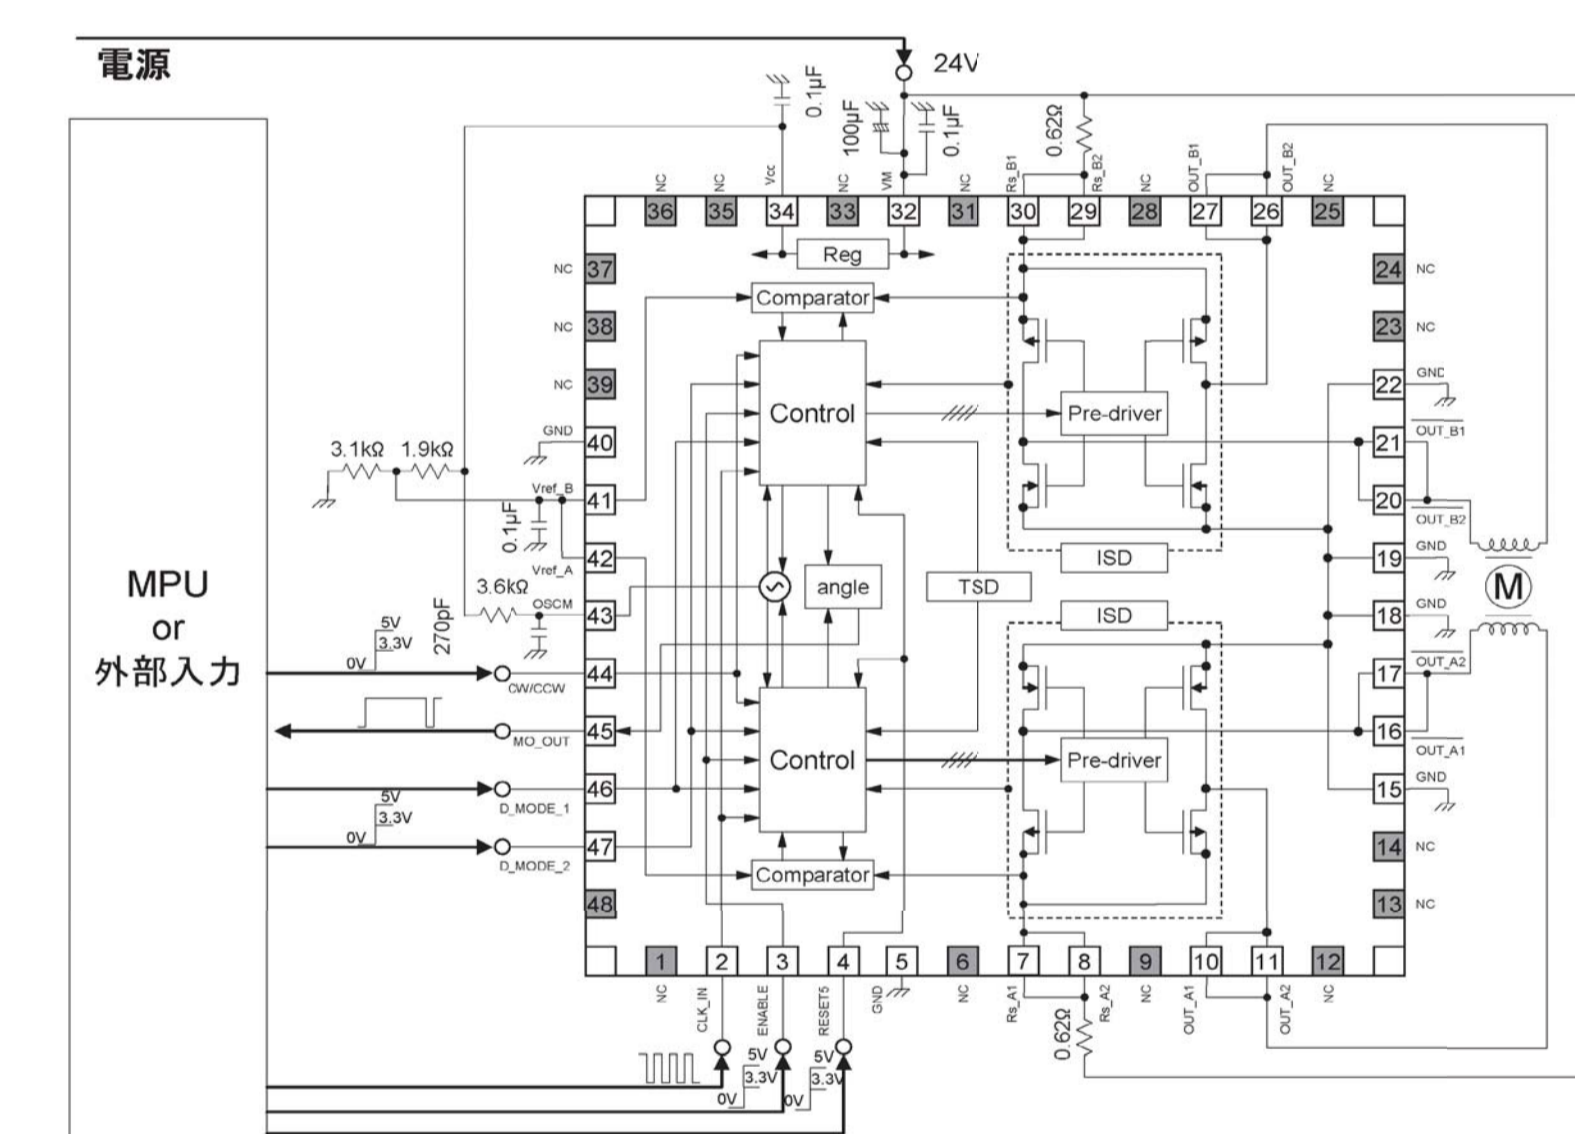 電源
24V
0.1µF
100µF
0.1µF
0.62Ω
NC
NC
Vcc
NC
VM
NC
Rs_B1
Rs_B2
NC
OUT_B1
OUT_B2
NC
36
35
34
33
32
31
30
29
28
27
26
25
Reg
NC
37
24
NC
Comparator
NC
38
23
NC
NC
39
22
GND
Control
Pre-driver
GND
40
21
OUT_B1
3.1kΩ
1.9kΩ
Vref_B
41
20
OUT_B2
0.1µF
42
Vref_A
ISD
19
GND
MPU
or
外部入力
3.6kΩ
270pF
OSCM
43
angle
TSD
M
ISD
18
GND
5V
3.3V
0V
CW/CCW
44
17
OUT_A2
MO_OUT
45
16
OUT_A1
Control
Pre-driver
D_MODE_1
46
15
GND
5V
3.3V
0V
D_MODE_2
47
14
NC
Comparator
48
13
NC
1
2
3
4
5
6
7
8
9
10
11
12
NC
CLK_IN
ENABLE
RESET5
GND
NC
Rs_A1
Rs_A2
NC
OUT_A1
OUT_A2
NC
0.62Ω
5V
3.3V
0V
5V
3.3V
0V